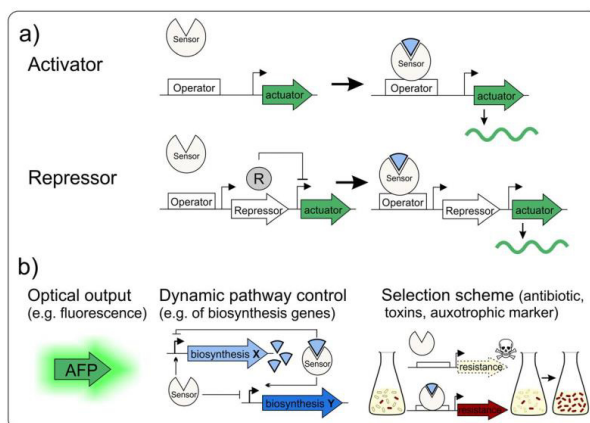 a)
Activator
Sensor
Operator
actuator
Sensor
Operator
actuator
Repressor
Sensor
R
Operator
Repressor
actuator
Sensor
Operator
Repressor
actuator
b)
Optical output
(e.g. fluorescence)
AFP
Dynamic pathway control
(e.g. of biosynthesis genes)
biosynthesis X
Sensor
Sensor
biosynthesis Y
Selection scheme (antibiotic,
toxins, auxotrophic marker)
resistance
resistance